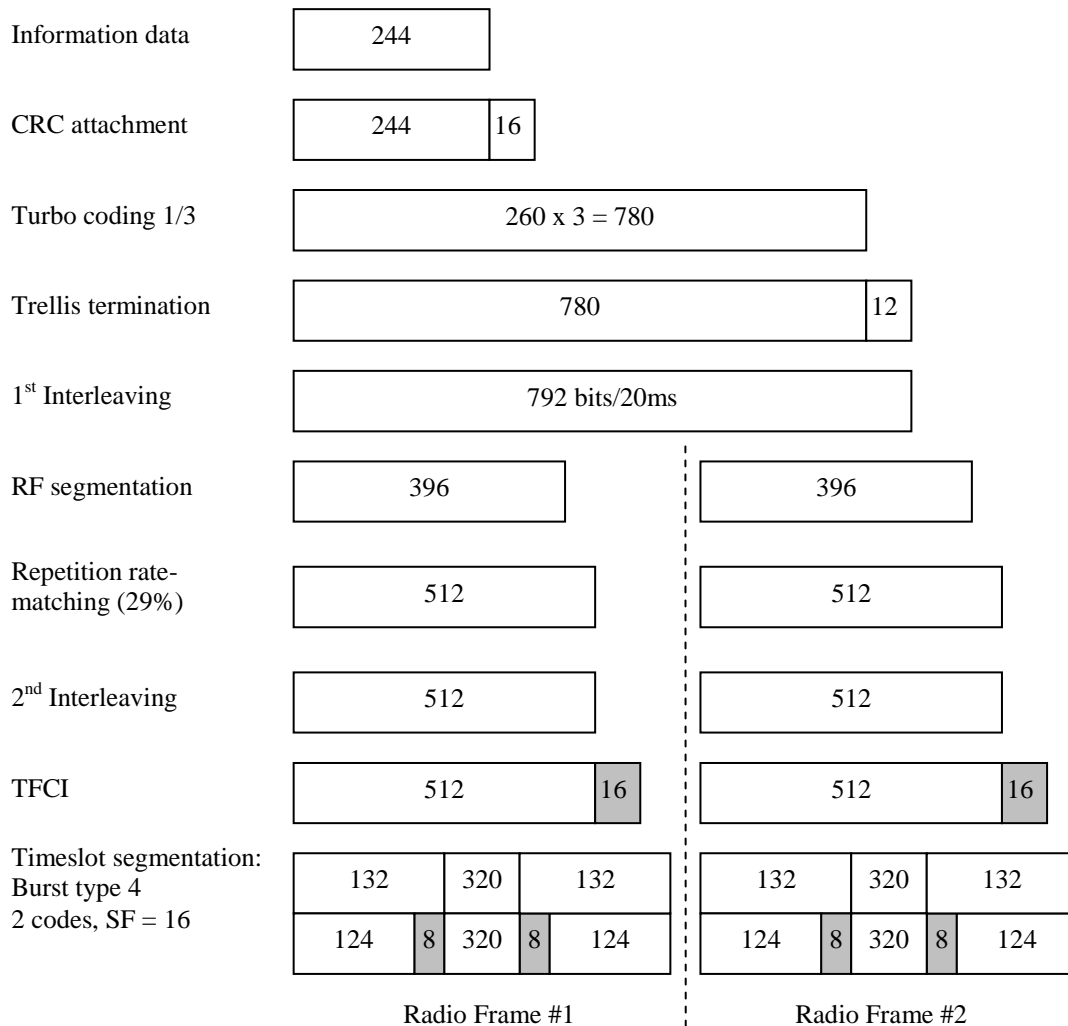 Information data
244
CRC attachment
244 16
Turbo coding 1/3
260 x 3 = 780
Trellis termination
780 12
1st Interleaving
792 bits/20ms
RF segmentation
396 396
Repetition rate-
matching (29%)
512 512
2nd Interleaving
512 512
TFCI
512 16 512 16
Timeslot segmentation:
Burst type 4
2 codes, SF = 16
132 320 132 132 320 132
124 8 320 8 124 124 8 320 8 124
Radio Frame #1 Radio Frame #2